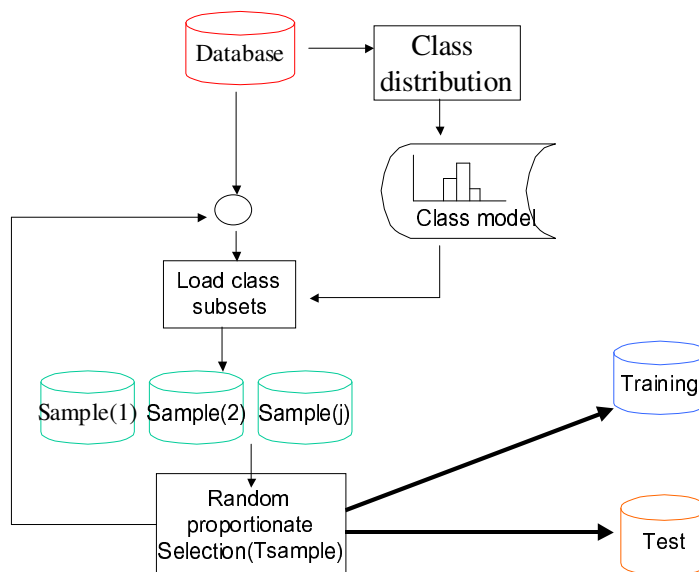 Database
Class
distribution
Class model
Load class
subsets
Sample(1)
Sample(2)
Sample(j)
Training
Random
proportionate
Selection(Tsample)
Test